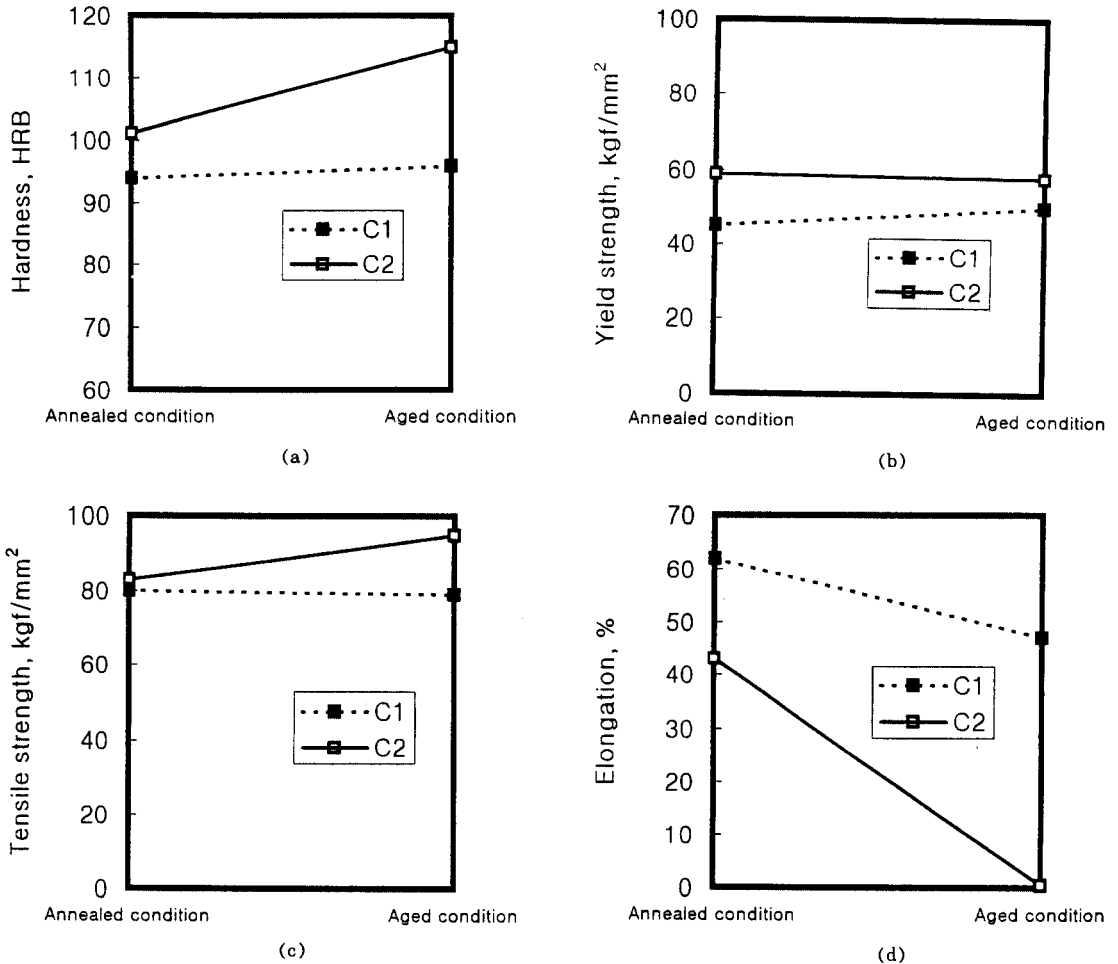 Hardness, HRB
120
110
100
90
80
70
60
C1
C2
Annealed condition
Aged condition
(a)
Yield strength, kgf/mm²
100
80
60
40
20
0
C1
C2
Annealed condition
Aged condition
(b)
Tensile strength, kgf/mm²
100
80
60
40
20
0
C1
C2
Annealed condition
Aged condition
(c)
Elongation, %
70
60
50
40
30
20
10
0
C1
C2
Annealed condition
Aged condition
(d)